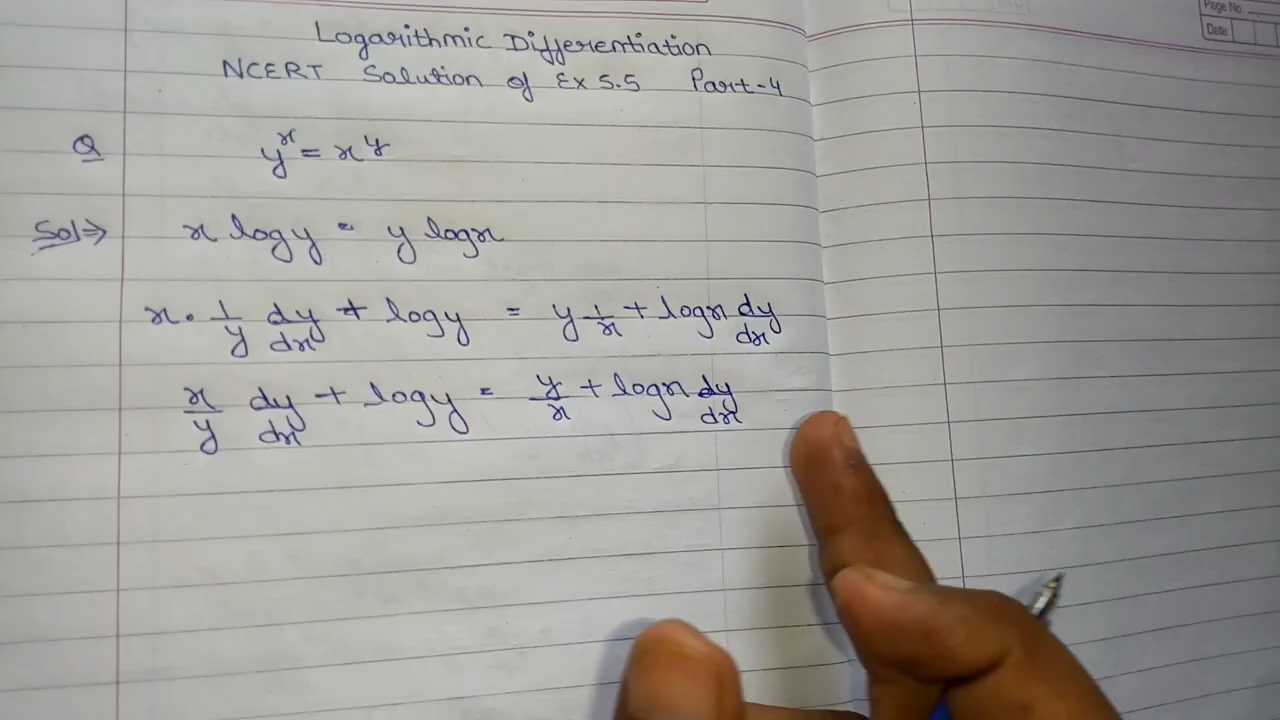 Page No.
Date
Logarithmic Differentiation
NCERT Solution of Ex 5.5 Part-4
Q y^x = x^y
Sol⇒ x log y = y log x
x · 1/y dy/dx + log y = y 1/x + log x dy/dx
x/y dy/dx + log y = y/x + log x dy/dx